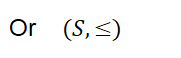 Or (𝑆, ≤)